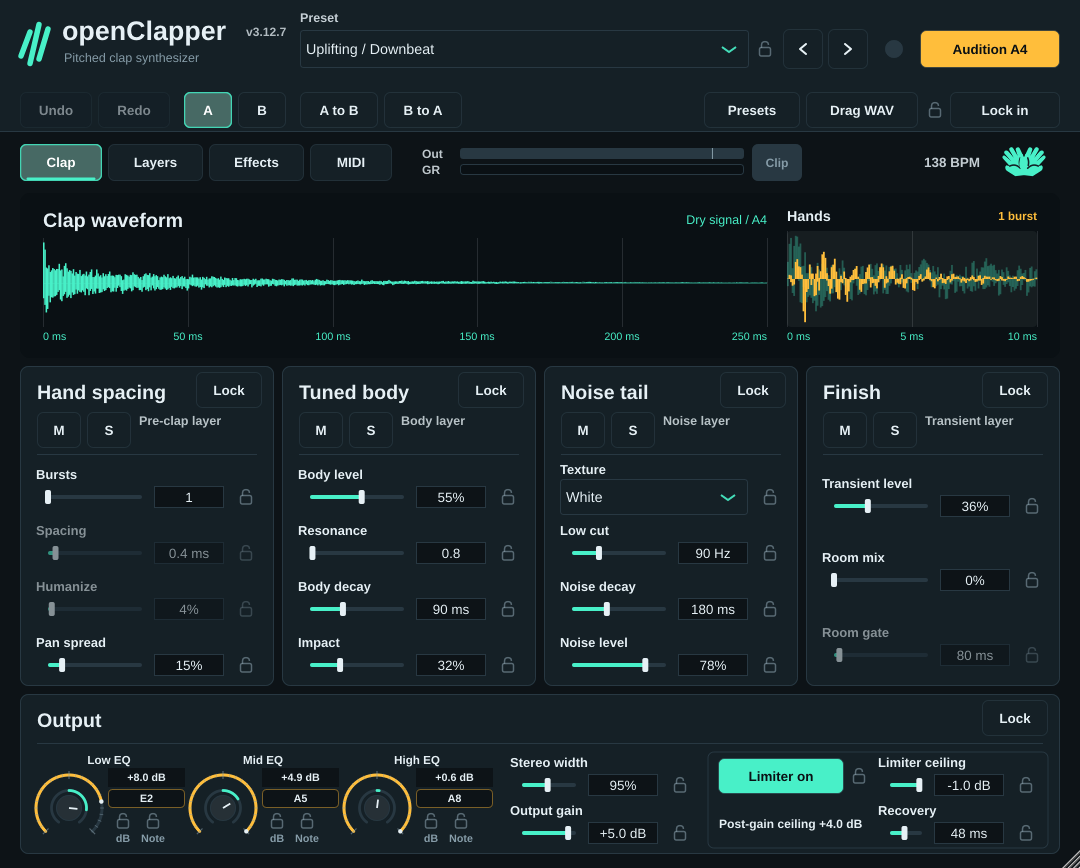 openClapper v3.12.7
Pitched clap synthesizer
Preset
Uplifting / Downbeat
Audition A4
Undo Redo A B A to B B to A Presets Drag WAV Lock in
Clap Layers Effects MIDI Out GR Clip 138 BPM
Clap waveform Dry signal / A4
0 ms 50 ms 100 ms 150 ms 200 ms 250 ms
Hands 1 burst
0 ms 5 ms 10 ms
Hand spacing Lock
M S Pre-clap layer
Bursts
1
Spacing
0.4 ms
Humanize
4%
Pan spread
15%
Tuned body Lock
M S Body layer
Body level
55%
Resonance
0.8
Body decay
90 ms
Impact
32%
Noise tail Lock
M S Noise layer
Texture
White
Low cut
90 Hz
Noise decay
180 ms
Noise level
78%
Finish Lock
M S Transient layer
Transient level
36%
Room mix
0%
Room gate
80 ms
Output Lock
Low EQ
+8.0 dB
E2
dB Note
Mid EQ
+4.9 dB
A5
dB Note
High EQ
+0.6 dB
A8
dB Note
Stereo width
95%
Output gain
+5.0 dB
Limiter on
Post-gain ceiling +4.0 dB
Limiter ceiling
-1.0 dB
Recovery
48 ms